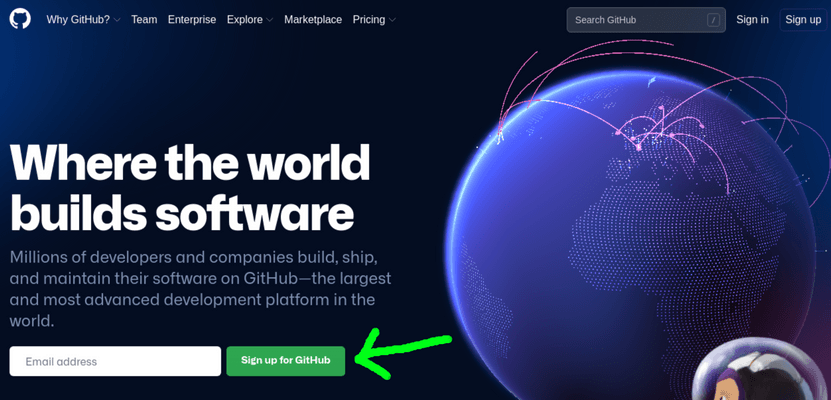 Why GitHub? Team Enterprise Explore Marketplace Pricing Search GitHub / Sign in Sign up
Where the world
builds software
Millions of developers and companies build, ship,
and maintain their software on GitHub—the largest
and most advanced development platform in the
world.
Email address Sign up for GitHub